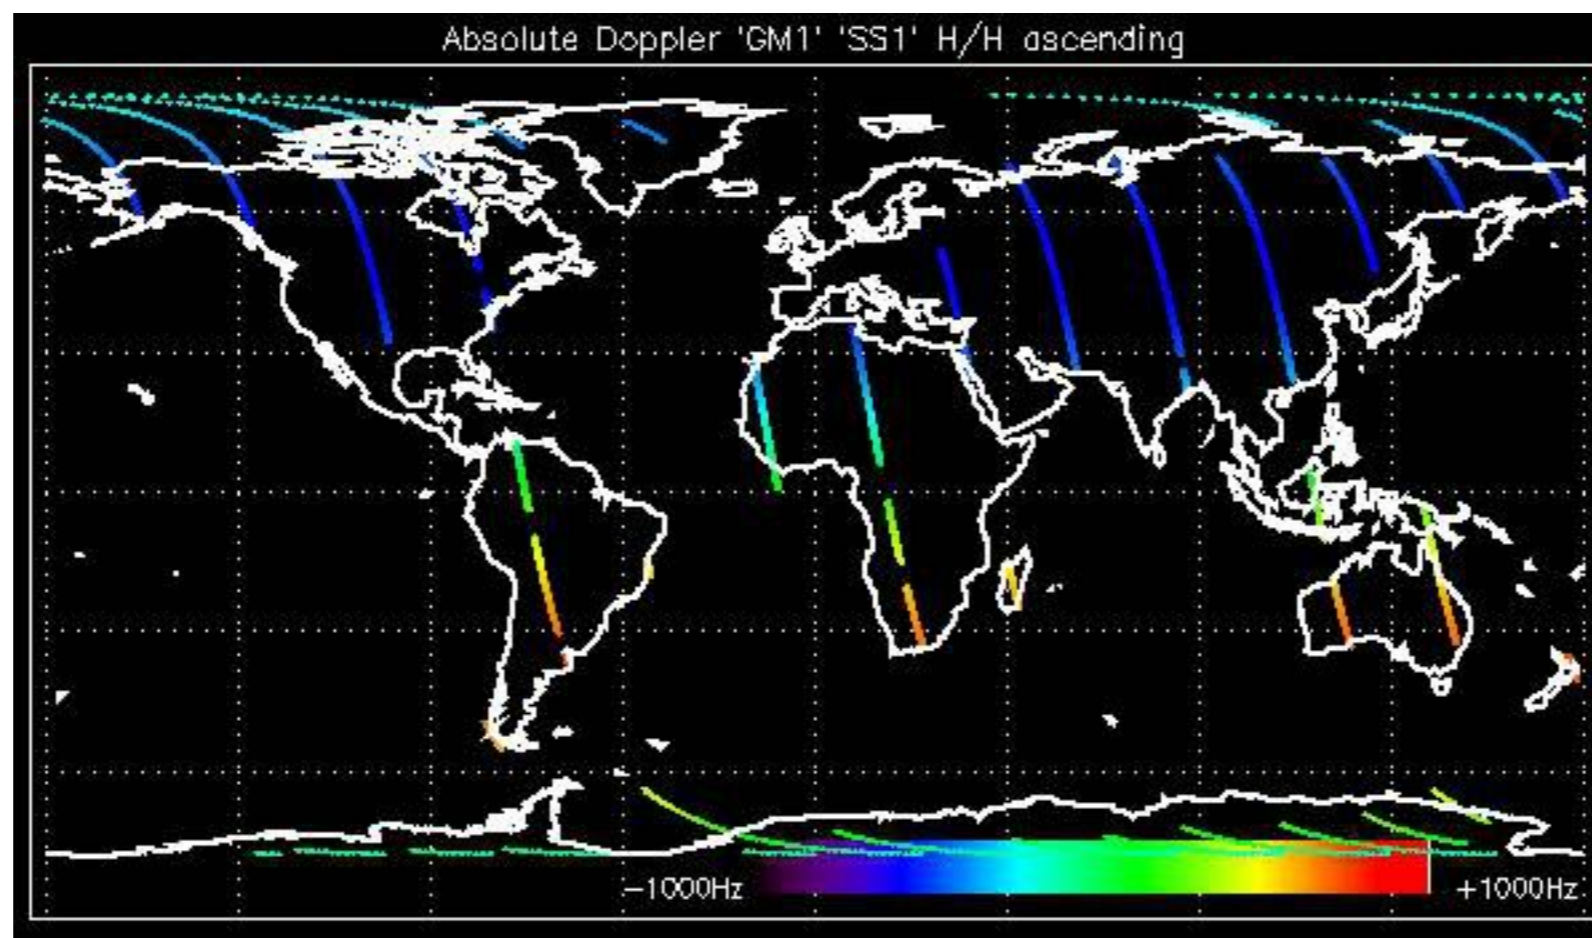 Absolute Doppler 'GM1' 'SS1' H/H ascending
-1000Hz
+1000Hz